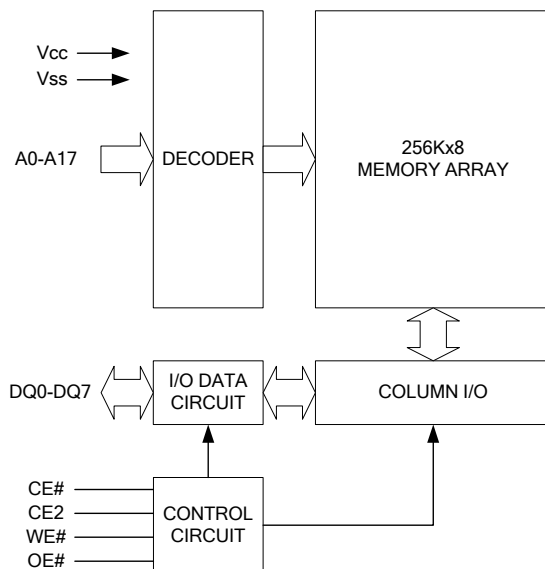 Vcc
Vss
A0-A17
DECODER
256Kx8
MEMORY ARRAY
DQ0-DQ7
I/O DATA
CIRCUIT
COLUMN I/O
CE#
CE2
WE#
OE#
CONTROL
CIRCUIT